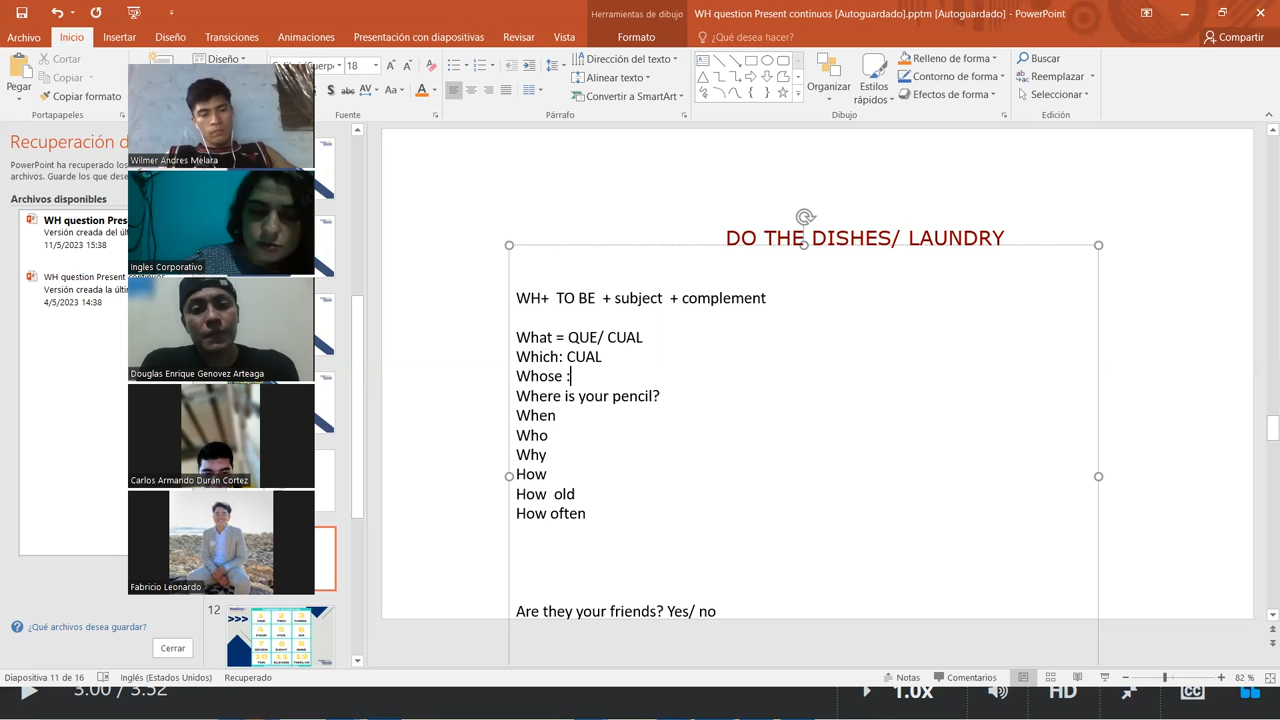 Herramientas de dibujo
WH question Present continuos [Autoguardado].pptm [Autoguardado] - PowerPoint
Archivo
Inicio
Insertar
Diseño
Transiciones
Animaciones
Presentación con diapositivas
Revisar
Vista
Formato
¿Qué desea hacer?
Compartir
Pegar
Cortar
Copiar
Copiar formato
Portapapeles
Diseño
18
Fuente
Dirección del texto
Alinear texto
Convertir a SmartArt
Párrafo
Organizar
Estilos
rápidos
Relleno de forma
Contorno de forma
Efectos de forma
Dibujo
Buscar
Reemplazar
Seleccionar
Edición
Recuperación d
PowerPoint ha recuperado los
archivos. Guarde los que dese
Archivos disponibles
WH question Pres
Versión creada del
11/5/2023 15:38
WH question Present continuos
Versión creada la últi
4/5/2023 14:38
¿Qué archivos desea guardar?
Cerrar
Wilmer Andres Melara
Ingles Corporativo
Douglas Enrique Genovez Arteaga
Carlos Armando Durán Cortez
Fabricio Leonardo
12
DO THE DISHES/ LAUNDRY
WH+ TO BE + subject + complement
What = QUE/ CUAL
Which: CUAL
Whose :
Where is your pencil?
When
Who
Why
How
How old
How often
Are they your friends? Yes/ no
Diapositiva 11 de 16
Inglés (Estados Unidos)
Recuperado
Notas
Comentarios
82 %
3:00 / 3:52
1.0x
HD
CC